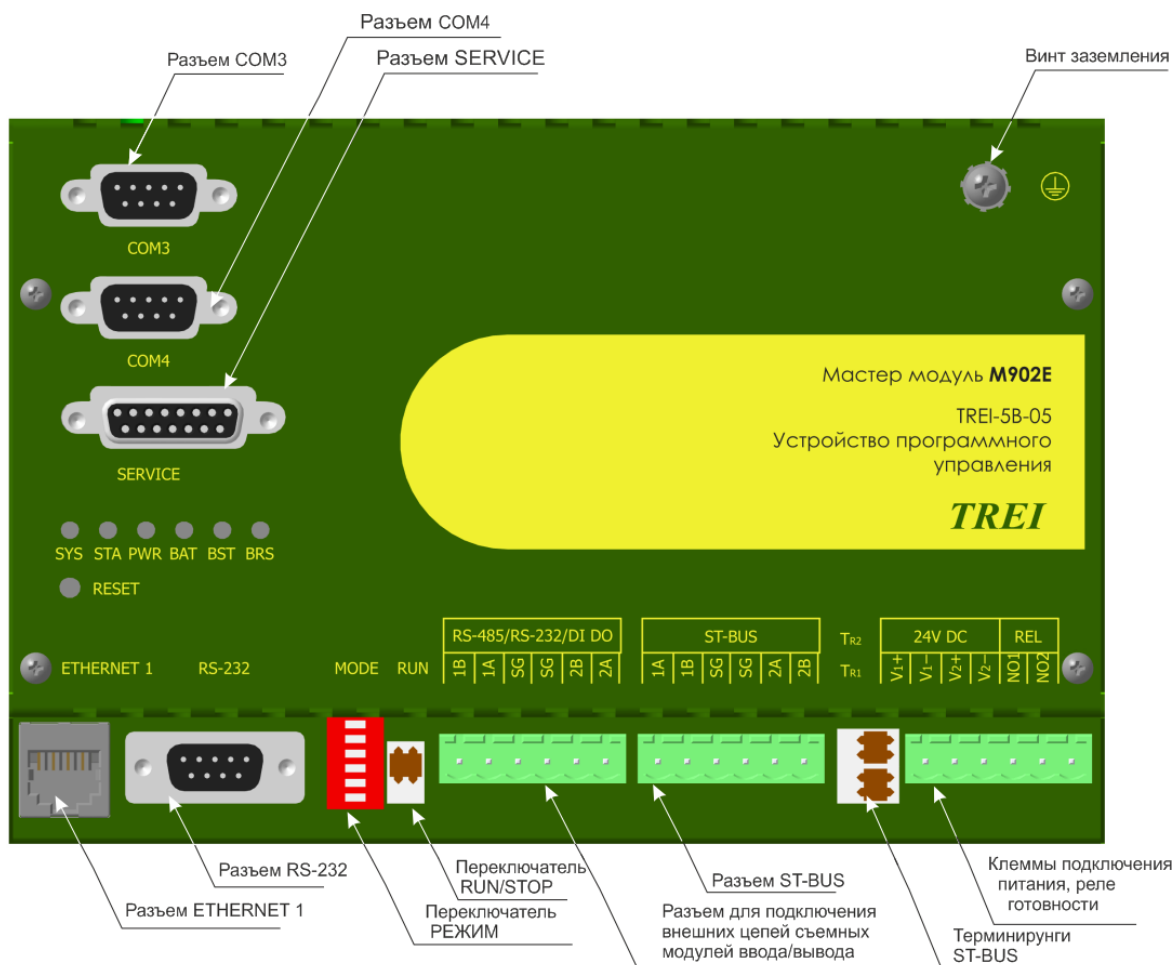 Разъем COM4
Разъем COM3
Разъем SERVICE
Винт заземления
COM3
COM4
SERVICE
Мастер модуль M902E
TREI-5B-05
Устройство программного
управления
TREI
SYS STA PWR BAT BST BRS
RESET
RS-485/RS-232/DI DO
ST-BUS
TR2
24V DC
REL
ETHERNET 1
RS-232
MODE
RUN
1B 1A SG SG 2B 2A
1A 1B SG SG 2A 2B
TR1
V1+ V1− V2+ V2− NO1 NO2
Разъем RS-232
Разъем ETHERNET 1
Переключатель
RUN/STOP
Переключатель
РЕЖИМ
Разъем ST-BUS
Разъем для подключения
внешних цепей съемных
модулей ввода/вывода
Клеммы подключения
питания, реле
готовности
Терминирунги
ST-BUS